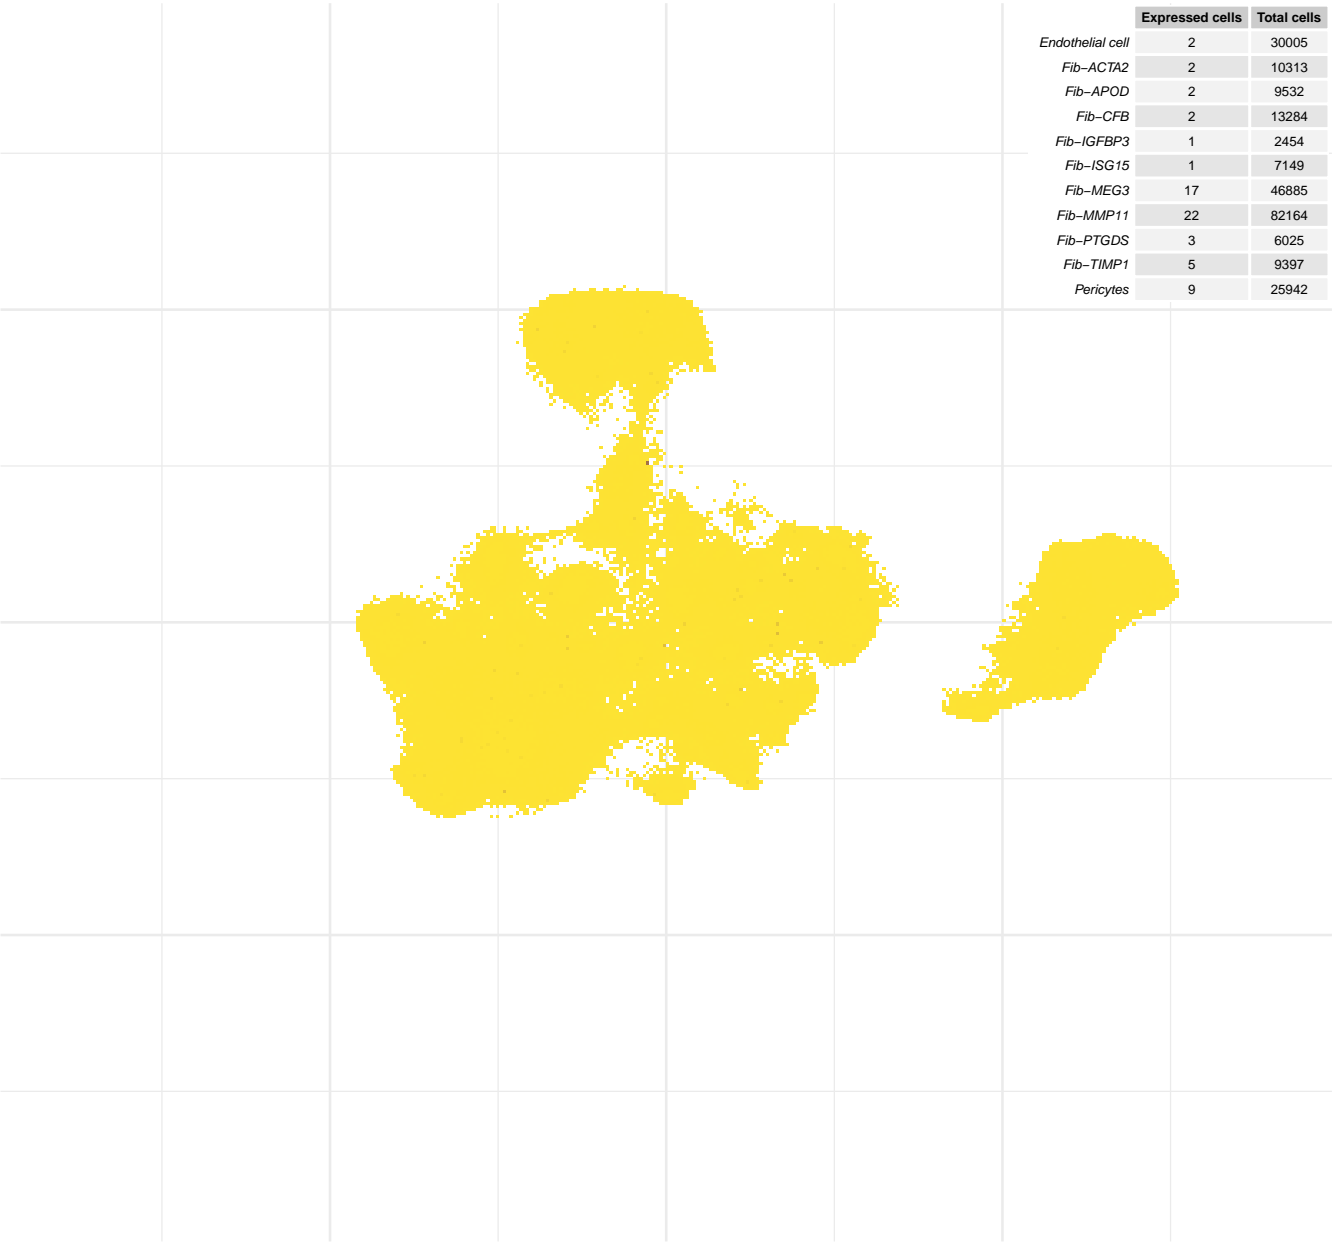 Expressed cells Total cells
Endothelial cell 2 30005
Fib−ACTA2 2 10313
Fib−APOD 2 9532
Fib−CFB 2 13284
Fib−IGFBP3 1 2454
Fib−ISG15 1 7149
Fib−MEG3 17 46885
Fib−MMP11 22 82164
Fib−PTGDS 3 6025
Fib−TIMP1 5 9397
Pericytes 9 25942